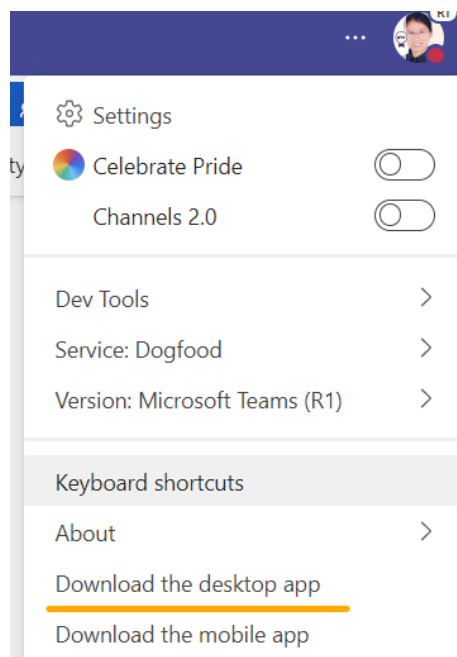 R1
...
Settings
Celebrate Pride
Channels 2.0
ty
Dev Tools
Service: Dogfood
Version: Microsoft Teams (R1)
Keyboard shortcuts
About
Download the desktop app
Download the mobile app